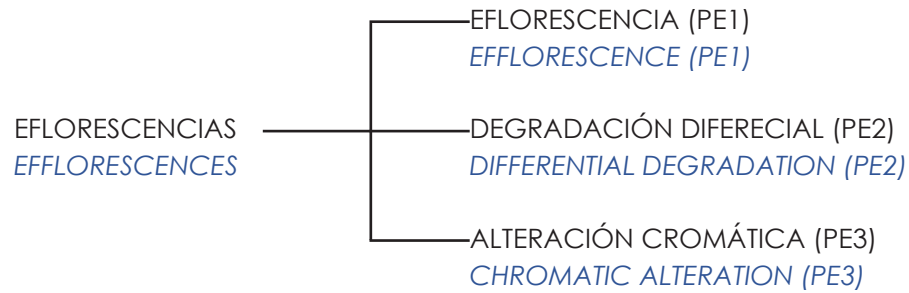 EFLORESCENCIA (PE1)
EFFLORESCENCE (PE1)
EFLORESCENCIAS
EFFLORESCENCES
DEGRADACIÓN DIFERECIAL (PE2)
DIFFERENTIAL DEGRADATION (PE2)
ALTERACIÓN CROMÁTICA (PE3)
CHROMATIC ALTERATION (PE3)